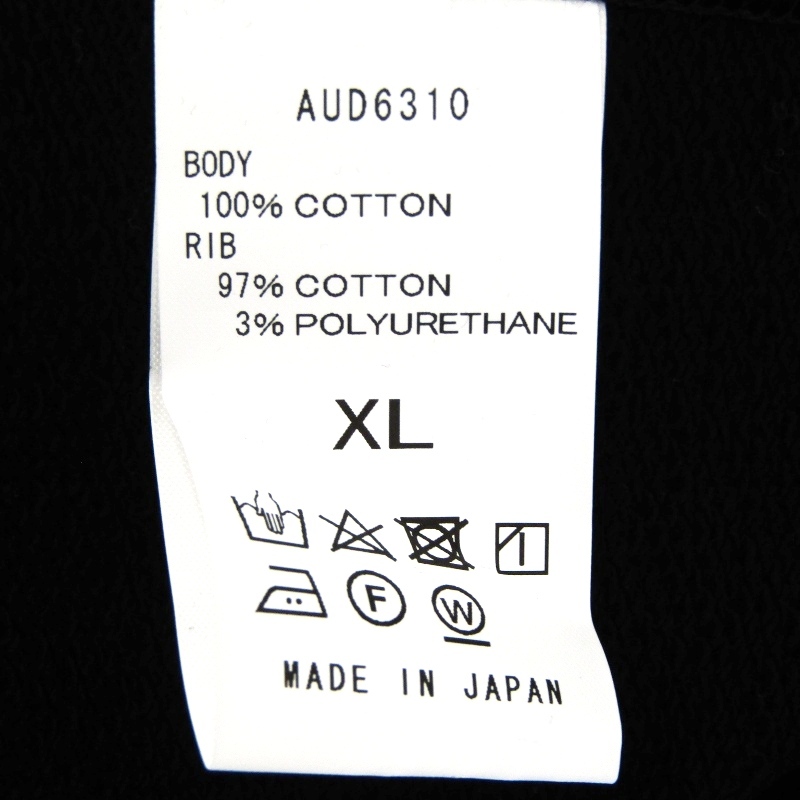 AUD6310
BODY
100% COTTON
RIB
97% COTTON
3% POLYURETHANE
XL
F W
MADE IN JAPAN